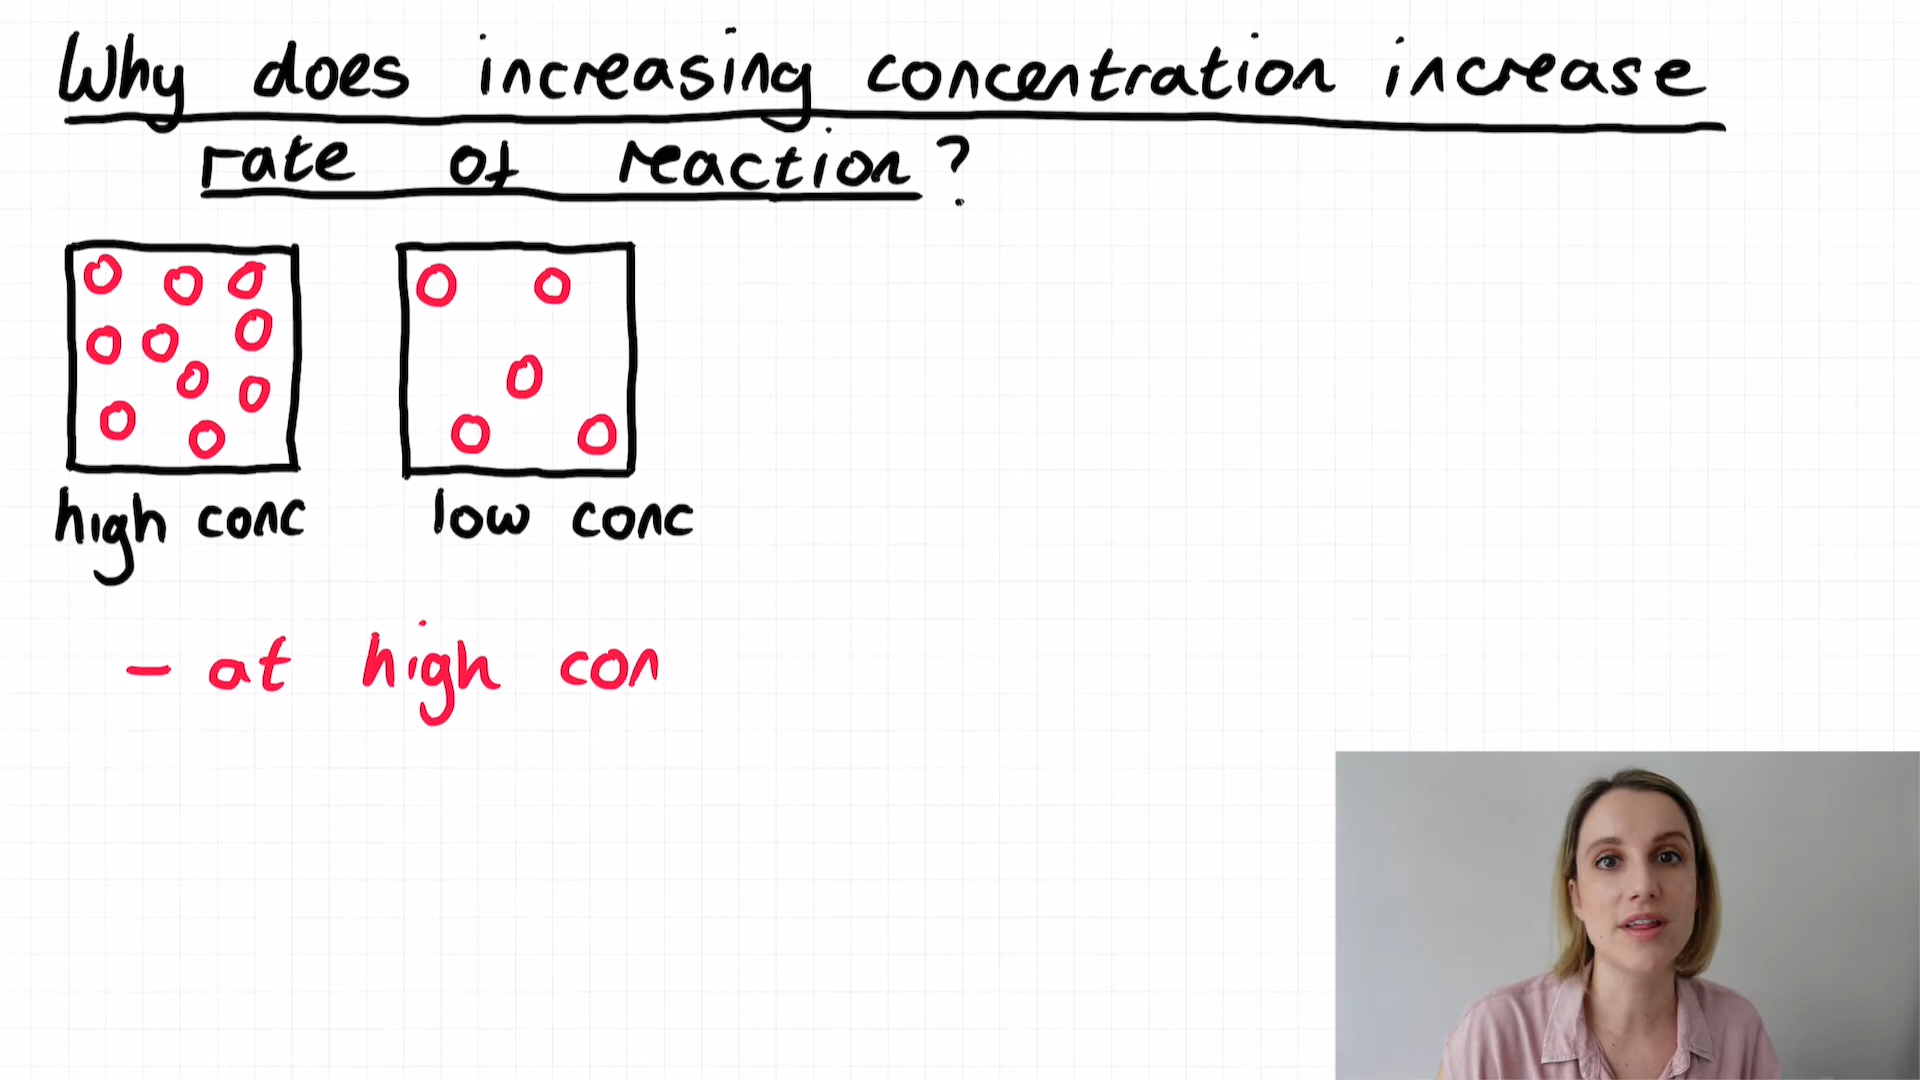 Why does increasing concentration increase
rate of reaction?
high conc
low conc
- at high con